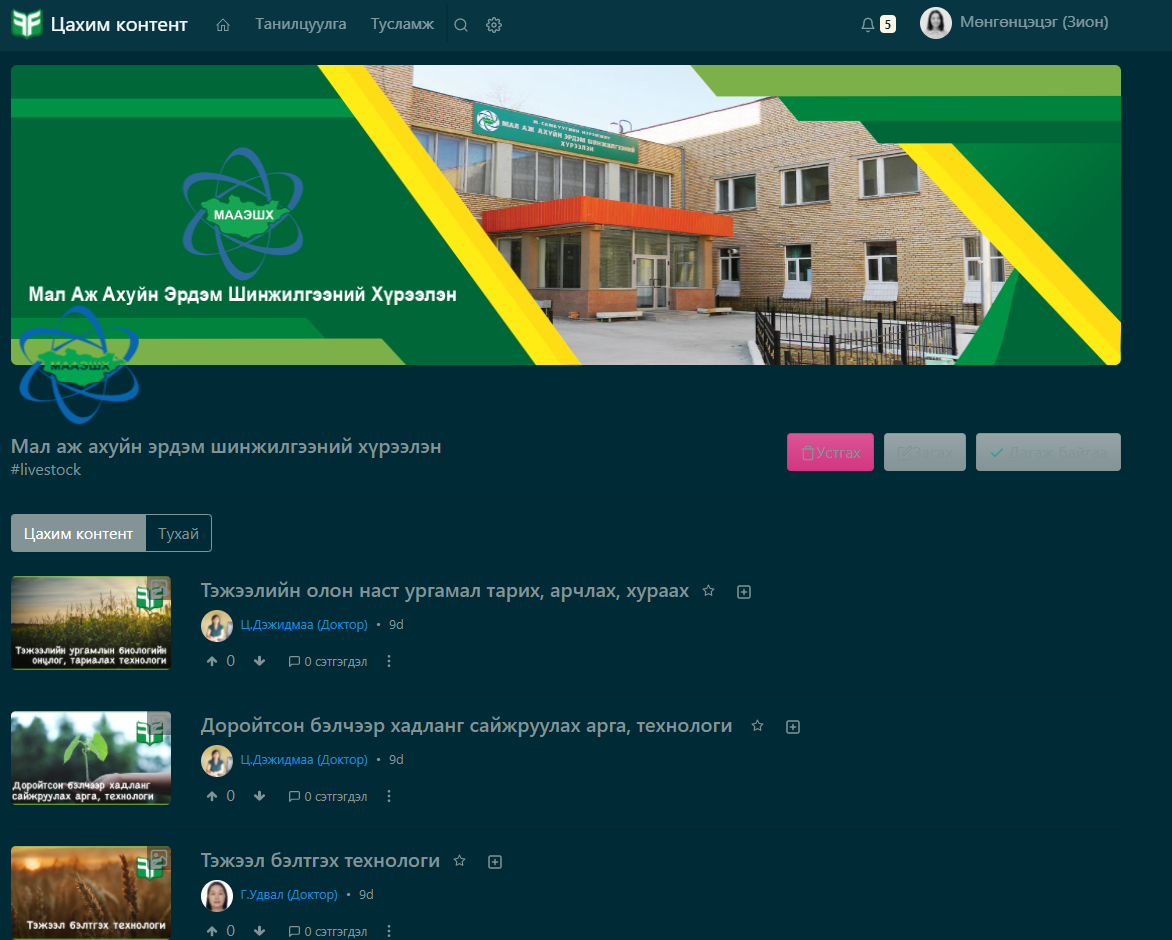 Цахим контент
Танилцуулга
Тусламж
5
Мөнгөнцэцэг (Зион)
Ж. САМБУУГИЙН НЭРЭМЖИТ
МАЛ АЖ АХУЙН ЭРДЭМ ШИНЖИЛГЭЭНИЙ
ХҮРЭЭЛЭН
МААЭШХ
Мал Аж Ахуйн Эрдэм Шинжилгээний Хүрээлэн
МААЭШХ
Мал аж ахуйн эрдэм шинжилгээний хүрээлэн
#livestock
Устгах
Засах
Дагаж байгаа
Цахим контент
Тухай
Тэжээлийн олон наст ургамал тарих, арчлах, хураах
Ц.Дэжидмаа (Доктор) • 9d
Тэжээлийн ургамлын биологийн
онцлог, тариалах технологи
0
0 сэтгэгдэл
Доройтсон бэлчээр хадланг сайжруулах арга, технологи
Ц.Дэжидмаа (Доктор) • 9d
Доройтсон бэлчээр хадланг
сайжруулах арга, технологи
0
0 сэтгэгдэл
Тэжээл бэлтгэх технологи
Г.Удвал (Доктор) • 9d
Тэжээл бэлтгэх технологи
0
0 сэтгэгдэл